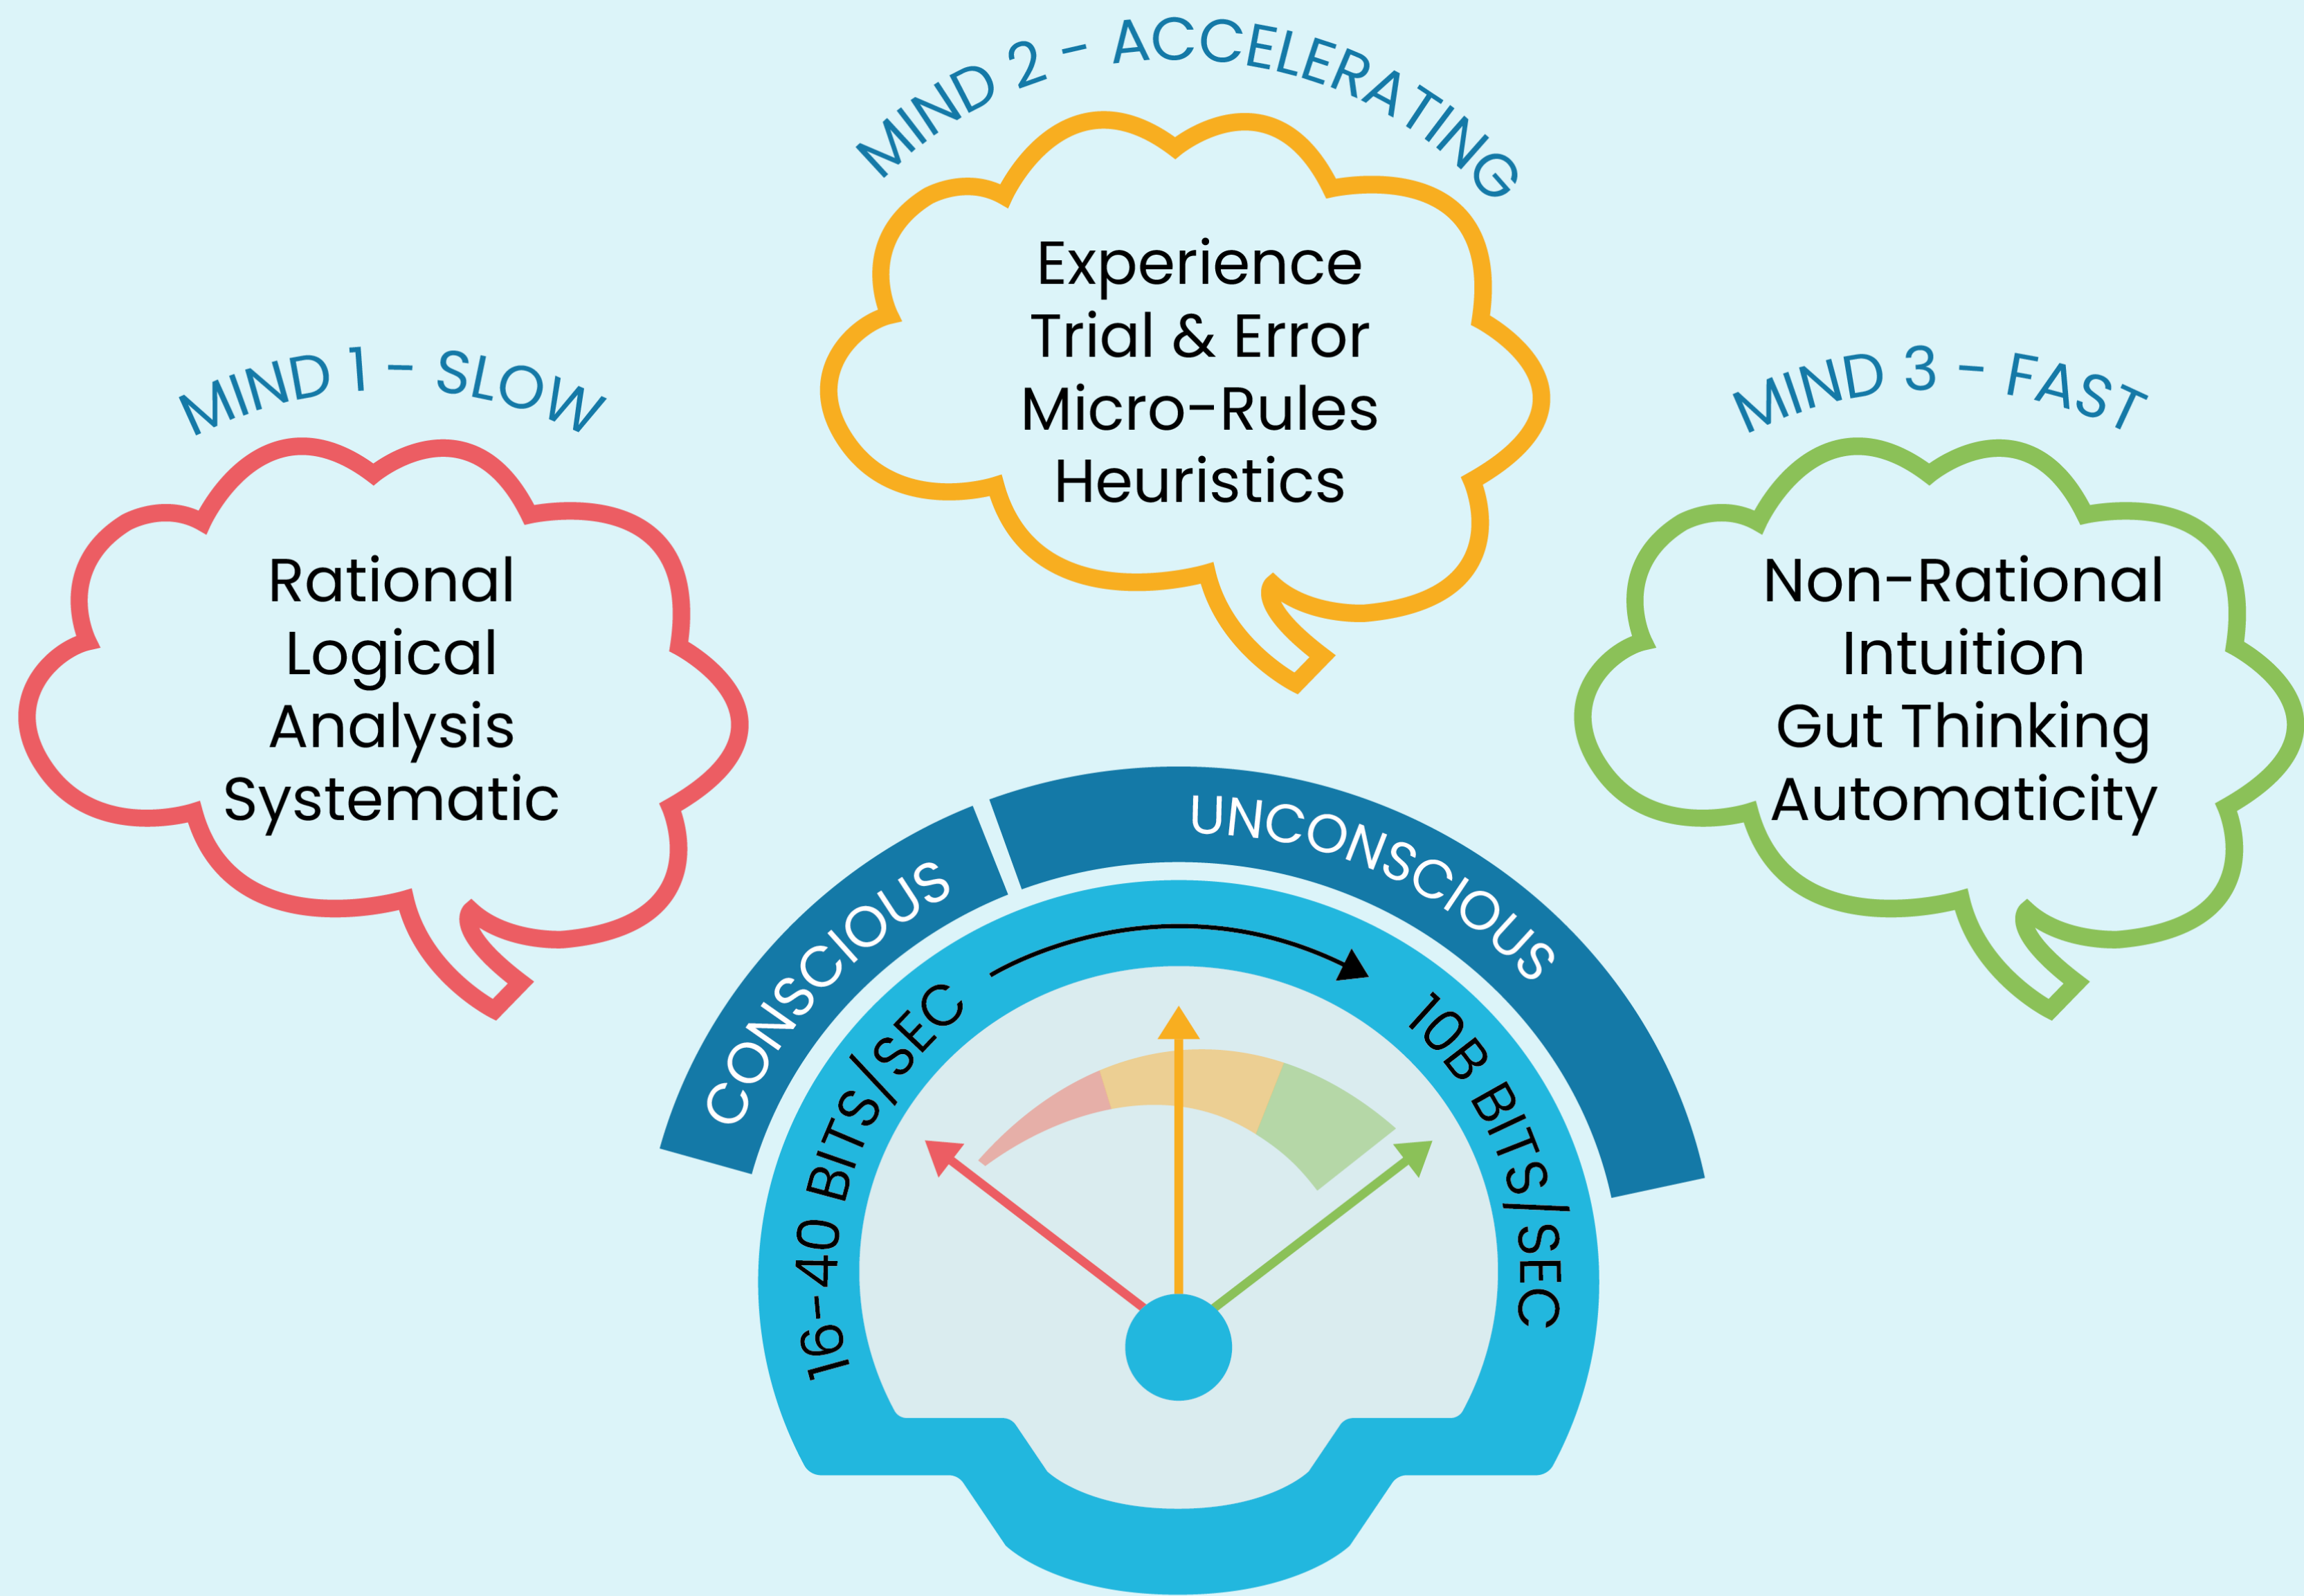 MIND 2 - ACCELERATING
Experience
Trial & Error
Micro-Rules
Heuristics
MIND 1 - SLOW
Rational
Logical
Analysis
Systematic
MIND 3 - FAST
Non-Rational
Intuition
Gut Thinking
Automaticity
CONSCIOUS
UNCONSCIOUS
16-40 BITS/SEC
10BB BITS/SEC